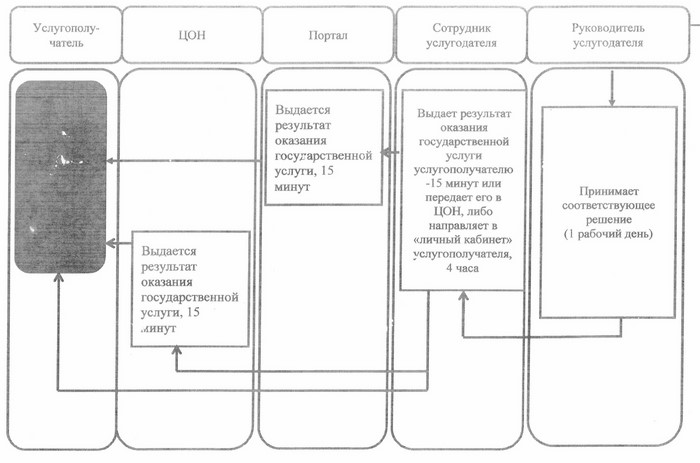 Услугополу-
чатель
ЦОН
Портал
Сотрудник
услугодателя
Руководитель
услугодателя
Выдается
результат
оказания
государственной
услуги, 15
минут
Выдает результат
оказания
государственной
услуги
услугополучателю
-15 минут или
передает его в
ЦОН, либо
направляет в
«личный кабинет»
услугополучателя,
4 часа
Принимает
соответствующее
решение
(1 рабочий день)
Выдается
результат
оказания
государственной
услуги, 15
минут